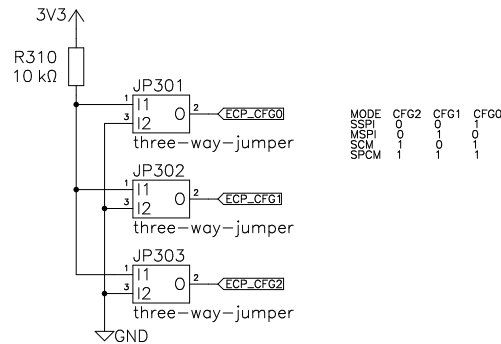 3V3
R310
10 kΩ
JP301
1 I1 O 2 ECP_CFG0
3 I2
three-way-jumper
JP302
1 I1 O 2 ECP_CFG1
3 I2
three-way-jumper
JP303
1 I1 O 2 ECP_CFG2
3 I2
three-way-jumper
GND
MODE CFG2 CFG1 CFG0
SSPI 0 0 1
MSPI 0 1 0
SCM 1 0 1
SPCM 1 1 1